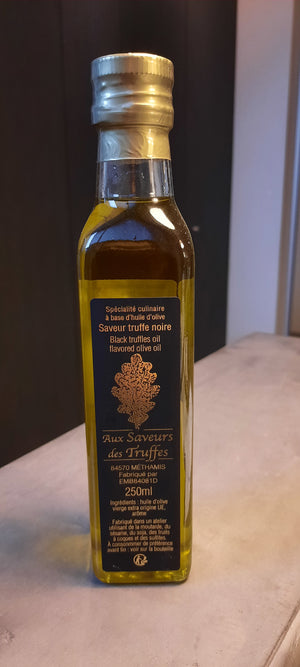 Spécialité culinaire
à base d'huile d'olive
Saveur truffe noire
Black truffles oil
flavored olive oil
Aux Saveurs
des Truffes
84570 MÉTHAMIS
Fabriqué par
EMB84081D
250ml
Ingrédients : huile d'olive
vierge extra origine UE,
arôme
Fabriqué dans un atelier
utilisant de la moutarde, du
sésame, du soja, des fruits
à coques et des sulfites.
A consommer de préférence
avant fin : voir sur la bouteille